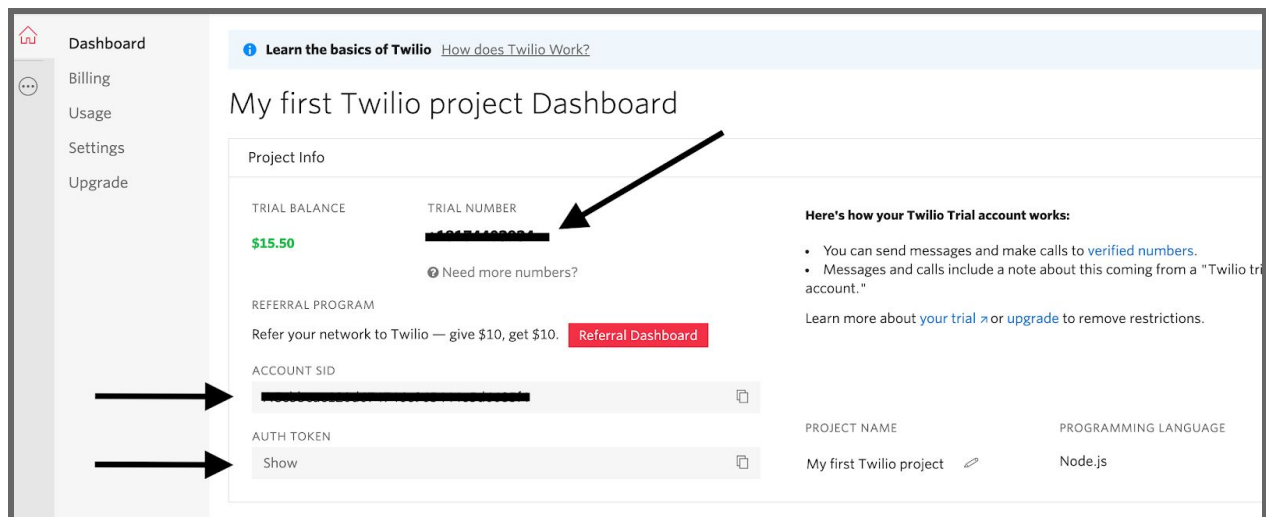 Dashboard
Billing
Usage
Settings
Upgrade
Learn the basics of Twilio How does Twilio Work?
My first Twilio project Dashboard
Project Info
TRIAL BALANCE
$15.50
TRIAL NUMBER
Need more numbers?
REFERRAL PROGRAM
Refer your network to Twilio — give $10, get $10. Referral Dashboard
ACCOUNT SID
AUTH TOKEN
Show
Here's how your Twilio Trial account works:
• You can send messages and make calls to verified numbers.
• Messages and calls include a note about this coming from a "Twilio tri
account."
Learn more about your trial ↗ or upgrade to remove restrictions.
PROJECT NAME
My first Twilio project
PROGRAMMING LANGUAGE
Node.js